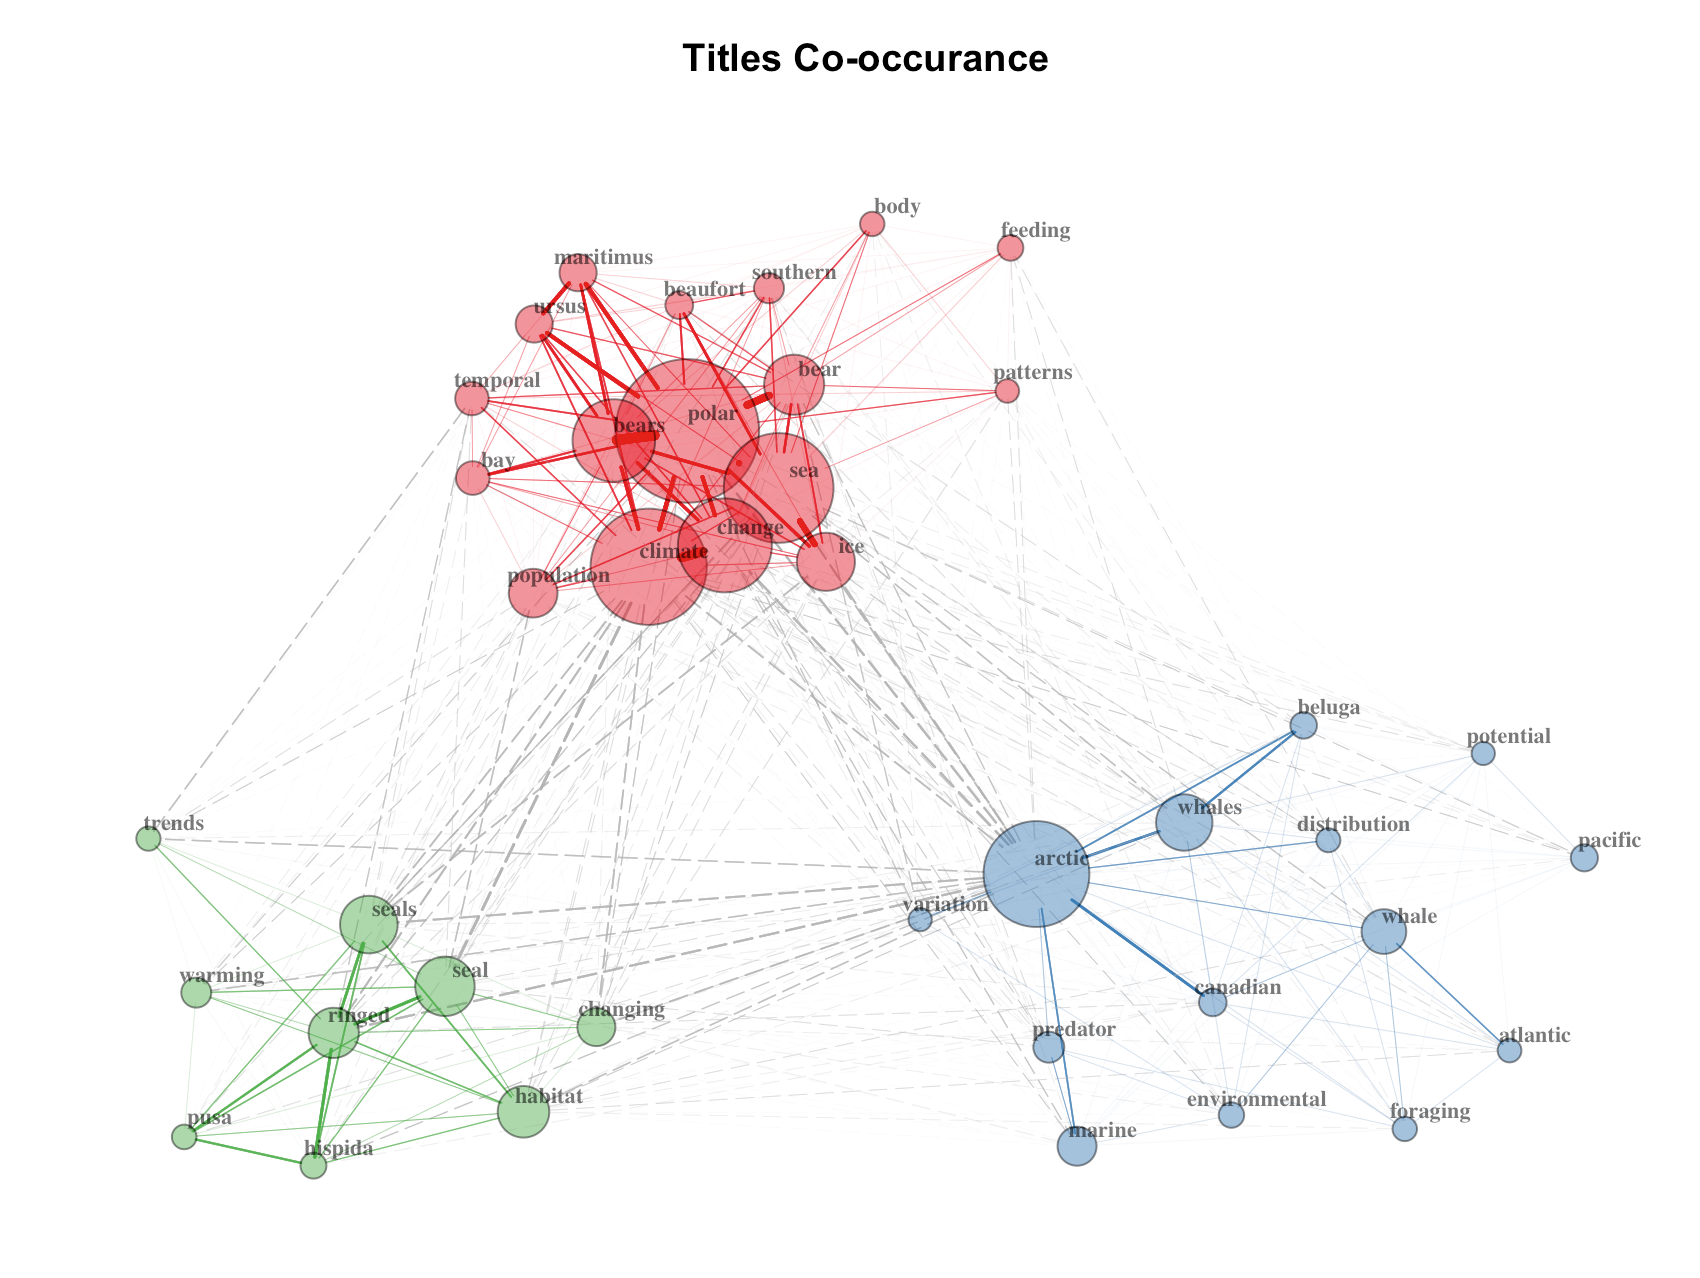 Titles Co-occurance
body
feeding
maritimus
southern
beaufort
ursus
bear
patterns
temporal
polar
bears
bay
sea
change
ice
climate
population
beluga
potential
whales
distribution
trends
pacific
arctic
variation
whale
seals
seal
warming
canadian
changing
ringed
predator
atlantic
habitat
environmental
foraging
pusa
marine
hispida